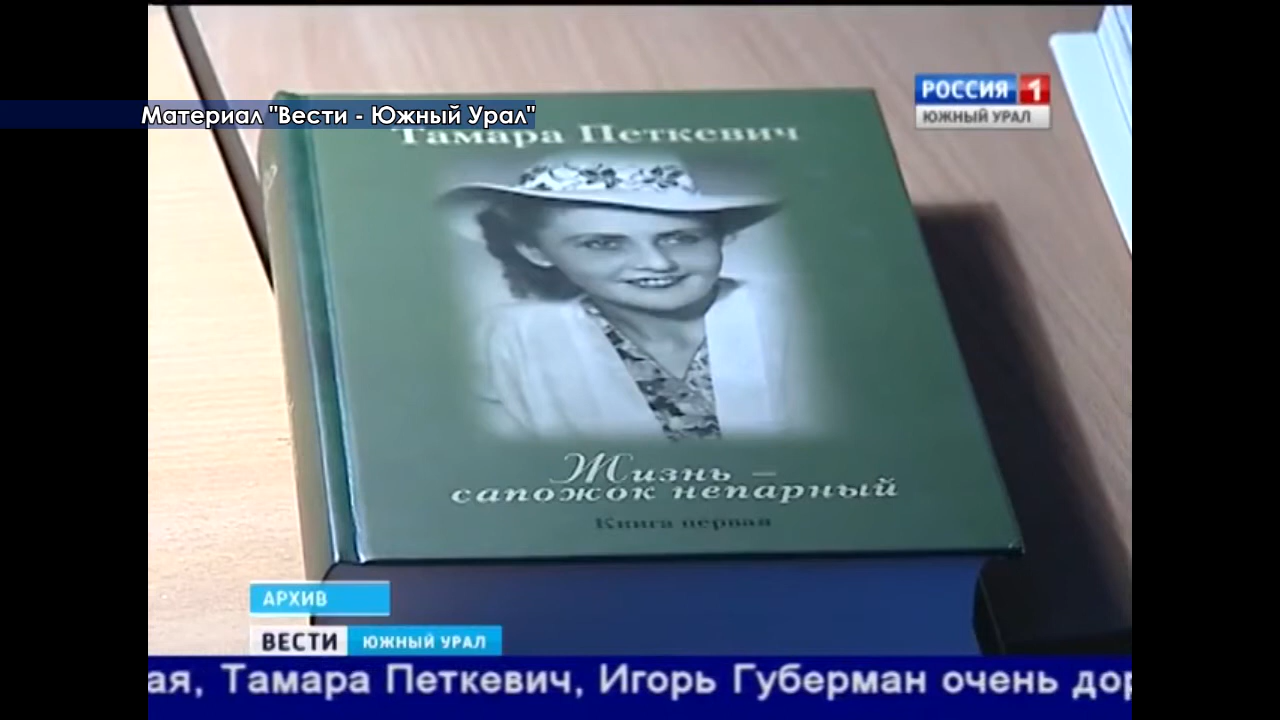 Материал "Вести - Южный Урал"
РОССИЯ 1
ЮЖНЫЙ УРАЛ
Тамара Петкевич
Жизнь –
сапожок непарный
Книга первая
АРХИВ
ВЕСТИ ЮЖНЫЙ УРАЛ
ая, Тамара Петкевич, Игорь Губерман очень дор